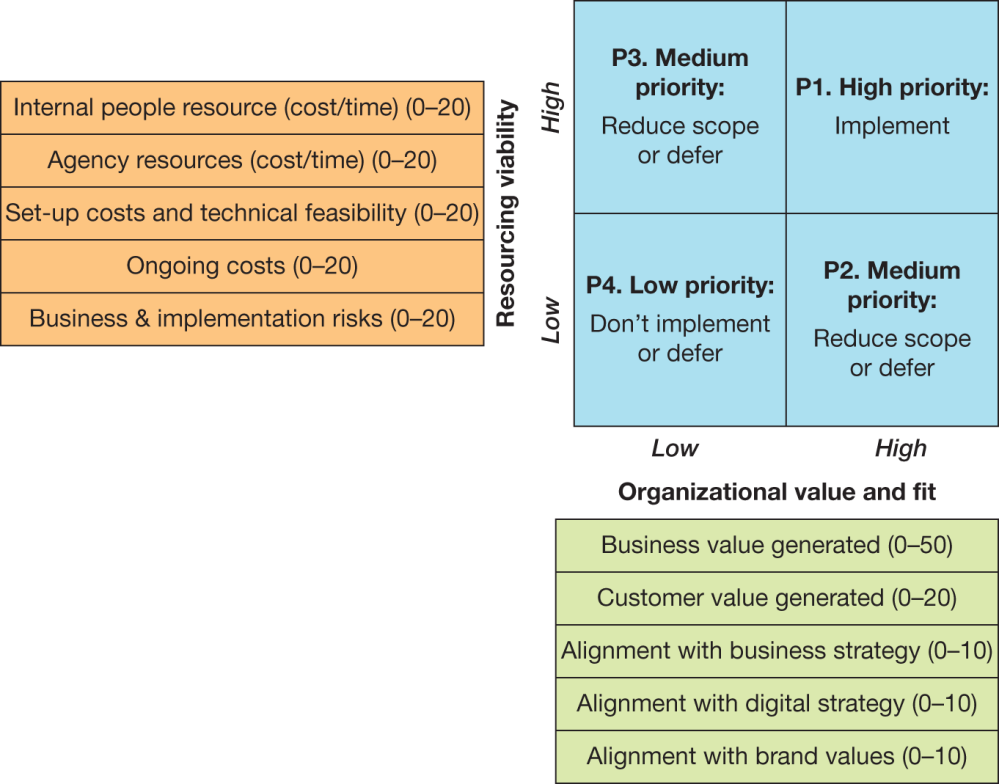 Internal people resource (cost/time) (0–20)
Agency resources (cost/time) (0–20)
Set-up costs and technical feasibility (0–20)
Ongoing costs (0–20)
Business & implementation risks (0–20)
Resourcing viability
High
Low
P3. Medium
priority:
Reduce scope
or defer
P1. High priority:
Implement
P4. Low priority:
Don’t implement
or defer
P2. Medium
priority:
Reduce scope
or defer
Low
High
Organizational value and fit
Business value generated (0–50)
Customer value generated (0–20)
Alignment with business strategy (0–10)
Alignment with digital strategy (0–10)
Alignment with brand values (0–10)